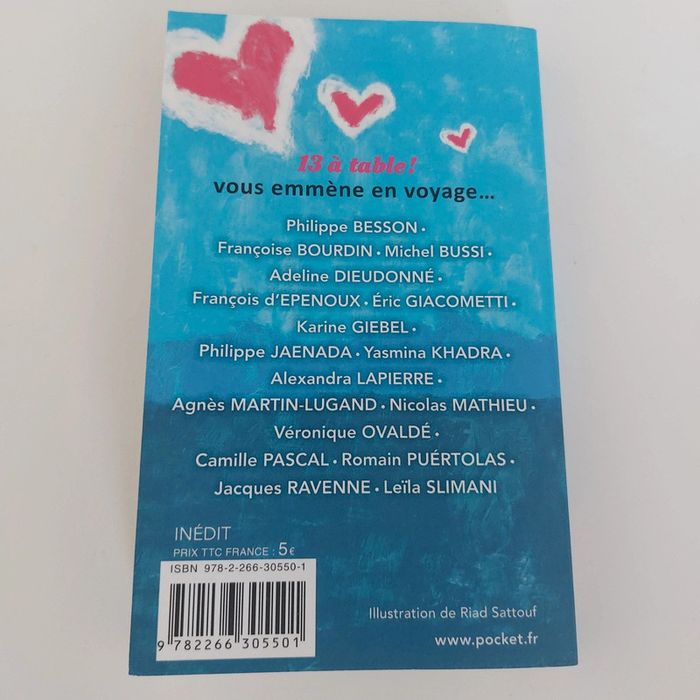 13 à table!
vous emmène en voyage...
Philippe BESSON •
Françoise BOURDIN • Michel BUSSI •
Adeline DIEUDONNÉ •
François d'EPENOUX • Éric GIACOMETTI •
Karine GIEBEL •
Philippe JAENADA • Yasmina KHADRA •
Alexandra LAPIERRE •
Agnès MARTIN-LUGAND • Nicolas MATHIEU •
Véronique OVALDÉ •
Camille PASCAL • Romain PUÉRTOLAS •
Jacques RAVENNE • Leïla SLIMANI
INÉDIT
PRIX TTC FRANCE : 5€
ISBN 978-2-266-30550-1
9 782266 305501
Illustration de Riad Sattouf
www.pocket.fr